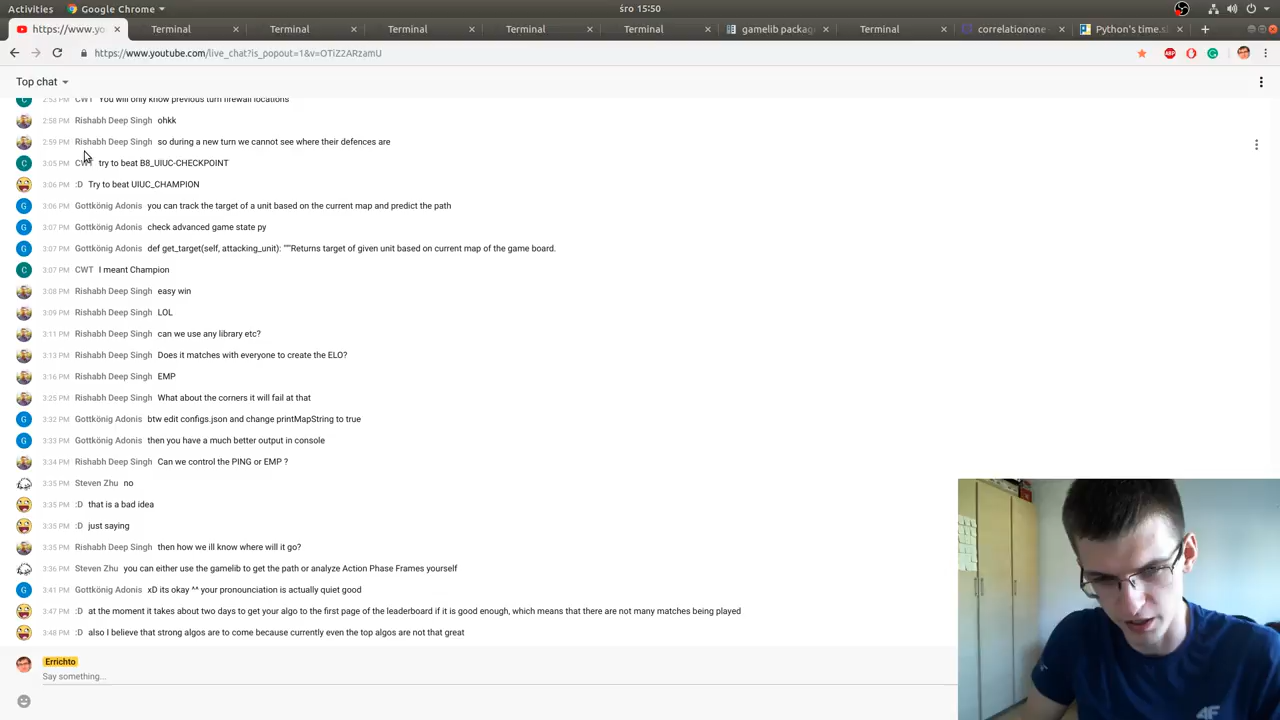 Activities
Google Chrome
śro 15:50
https://www.you
Terminal
Terminal
Terminal
Terminal
Terminal
gamelib packag
Terminal
correlationone
Python's time.sl
https://www.youtube.com/live_chat?is_popout=1&v=OTiZ2ARzamU
ABP
Top chat
C 2:53 PM CWT You will only know previous turn firewall locations
2:58 PM Rishabh Deep Singh ohkk
2:59 PM Rishabh Deep Singh so during a new turn we cannot see where their defences are
C 3:05 PM CWT try to beat B8_UIUC-CHECKPOINT
3:06 PM :D Try to beat UIUC_CHAMPION
G 3:06 PM Gottkönig Adonis you can track the target of a unit based on the current map and predict the path
G 3:07 PM Gottkönig Adonis check advanced game state py
G 3:07 PM Gottkönig Adonis def get_target(self, attacking_unit): """Returns target of given unit based on current map of the game board.
C 3:07 PM CWT I meant Champion
3:08 PM Rishabh Deep Singh easy win
3:09 PM Rishabh Deep Singh LOL
3:11 PM Rishabh Deep Singh can we use any library etc?
3:13 PM Rishabh Deep Singh Does it matches with everyone to create the ELO?
3:16 PM Rishabh Deep Singh EMP
3:25 PM Rishabh Deep Singh What about the corners it will fail at that
G 3:32 PM Gottkönig Adonis btw edit configs.json and change printMapString to true
G 3:33 PM Gottkönig Adonis then you have a much better output in console
3:34 PM Rishabh Deep Singh Can we control the PING or EMP ?
3:35 PM Steven Zhu no
3:35 PM :D that is a bad idea
3:35 PM :D just saying
3:35 PM Rishabh Deep Singh then how we ill know where will it go?
3:36 PM Steven Zhu you can either use the gamelib to get the path or analyze Action Phase Frames yourself
G 3:41 PM Gottkönig Adonis xD its okay ^^ your pronounciation is actually quiet good
3:47 PM :D at the moment it takes about two days to get your algo to the first page of the leaderboard if it is good enough, which means that there are not many matches being played
3:48 PM :D also I believe that strong algos are to come because currently even the top algos are not that great
Errichto
Say something...
4F